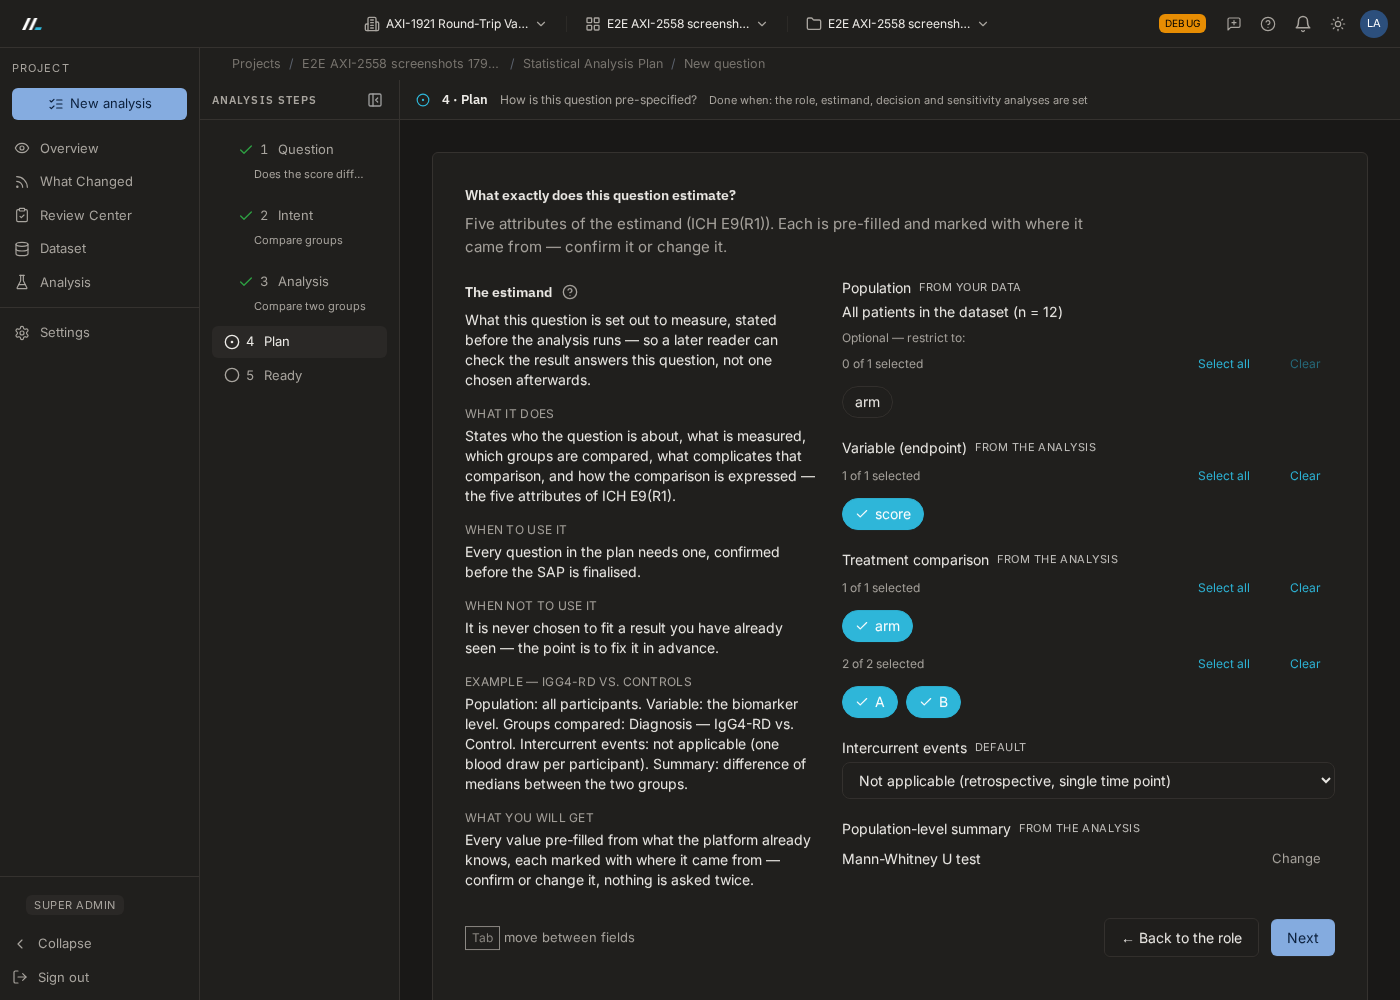 AXI-1921 Round-Trip Va...
E2E AXI-2558 screensh...
E2E AXI-2558 screensh...
DEBUG
LA
PROJECT
New analysis
Overview
What Changed
Review Center
Dataset
Analysis
Settings
SUPER ADMIN
Collapse
Sign out
Projects / E2E AXI-2558 screenshots 179... / Statistical Analysis Plan / New question
ANALYSIS STEPS
1 Question
Does the score diff...
2 Intent
Compare groups
3 Analysis
Compare two groups
4 Plan
5 Ready
4 · Plan How is this question pre-specified? Done when: the role, estimand, decision and sensitivity analyses are set
What exactly does this question estimate?
Five attributes of the estimand (ICH E9(R1)). Each is pre-filled and marked with where it
came from — confirm it or change it.
The estimand
What this question is set out to measure, stated
before the analysis runs — so a later reader can
check the result answers this question, not one
chosen afterwards.
WHAT IT DOES
States who the question is about, what is measured,
which groups are compared, what complicates that
comparison, and how the comparison is expressed —
the five attributes of ICH E9(R1).
WHEN TO USE IT
Every question in the plan needs one, confirmed
before the SAP is finalised.
WHEN NOT TO USE IT
It is never chosen to fit a result you have already
seen — the point is to fix it in advance.
EXAMPLE — IGG4-RD VS. CONTROLS
Population: all participants. Variable: the biomarker
level. Groups compared: Diagnosis — IgG4-RD vs.
Control. Intercurrent events: not applicable (one
blood draw per participant). Summary: difference of
medians between the two groups.
WHAT YOU WILL GET
Every value pre-filled from what the platform already
knows, each marked with where it came from —
confirm or change it, nothing is asked twice.
Population FROM YOUR DATA
All patients in the dataset (n = 12)
Optional — restrict to:
0 of 1 selected Select all Clear
arm
Variable (endpoint) FROM THE ANALYSIS
1 of 1 selected Select all Clear
score
Treatment comparison FROM THE ANALYSIS
1 of 1 selected Select all Clear
arm
2 of 2 selected Select all Clear
A B
Intercurrent events DEFAULT
Not applicable (retrospective, single time point)
Population-level summary FROM THE ANALYSIS
Mann-Whitney U test Change
Tab move between fields
← Back to the role
Next